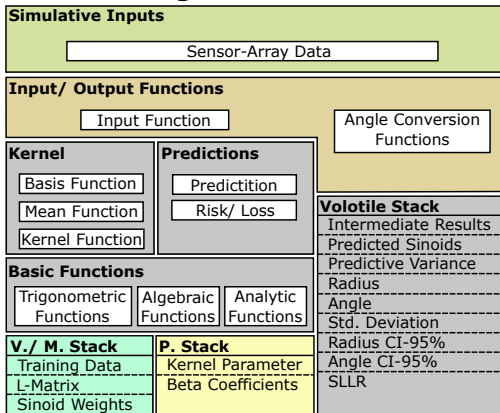 Simulative Inputs
Sensor-Array Data
Input/ Output Functions
Input Function
Angle Conversion
Functions
Kernel
Basis Function
Mean Function
Kernel Function
Predictions
Predictition
Risk/ Loss
Basic Functions
Trigonometric
Functions
Algebraic
Functions
Analytic
Functions
Volotile Stack
Intermediate Results
Predicted Sinoids
Predictive Variance
Radius
Angle
Std. Deviation
Radius CI-95%
Angle CI-95%
SLLR
V./ M. Stack
Training Data
L-Matrix
Sinoid Weights
P. Stack
Kernel Parameter
Beta Coefficients